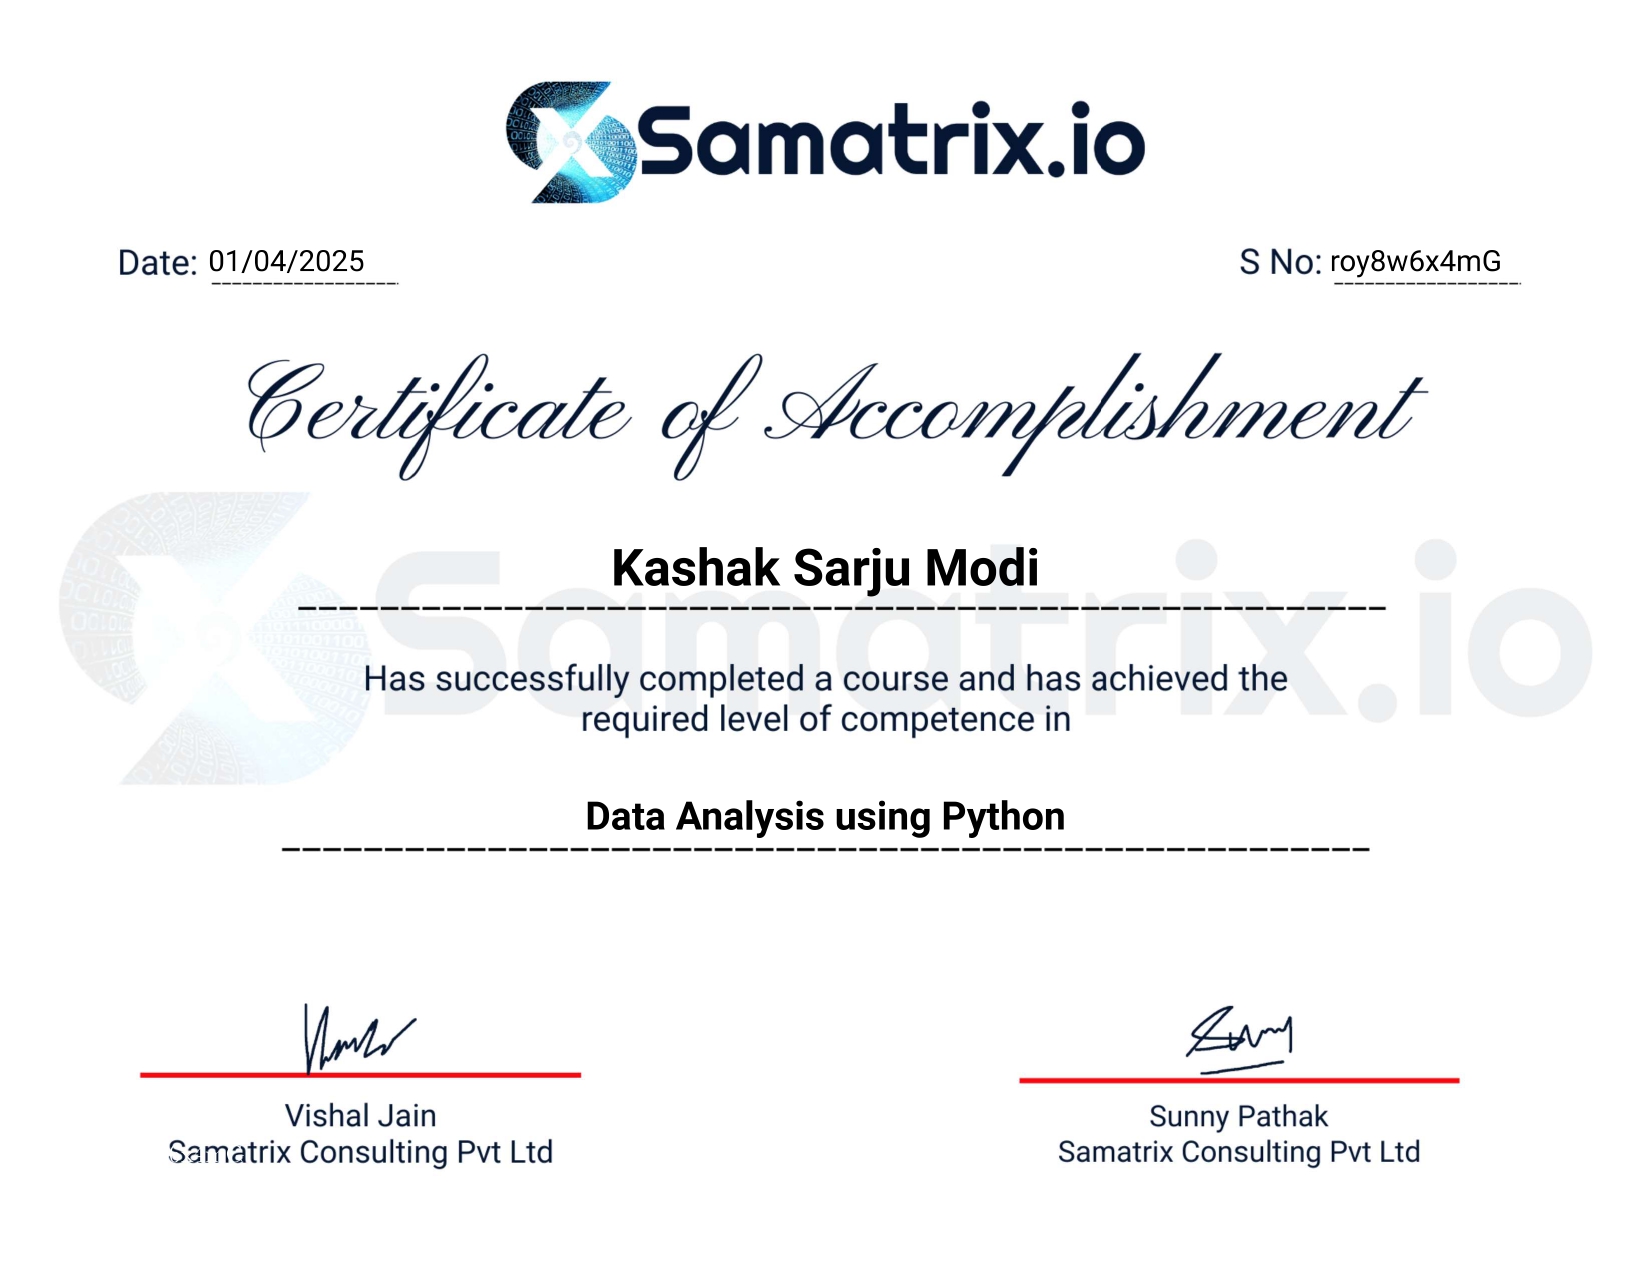 Samatrix.io
Date: 01/04/2025
S No: roy8w6x4mG
Certificate of Accomplishment
Samatrix.io
Kashak Sarju Modi
Has successfully completed a course and has achieved the
required level of competence in
Data Analysis using Python
Vishal Jain
Samatrix Consulting Pvt Ltd
Sunny Pathak
Samatrix Consulting Pvt Ltd